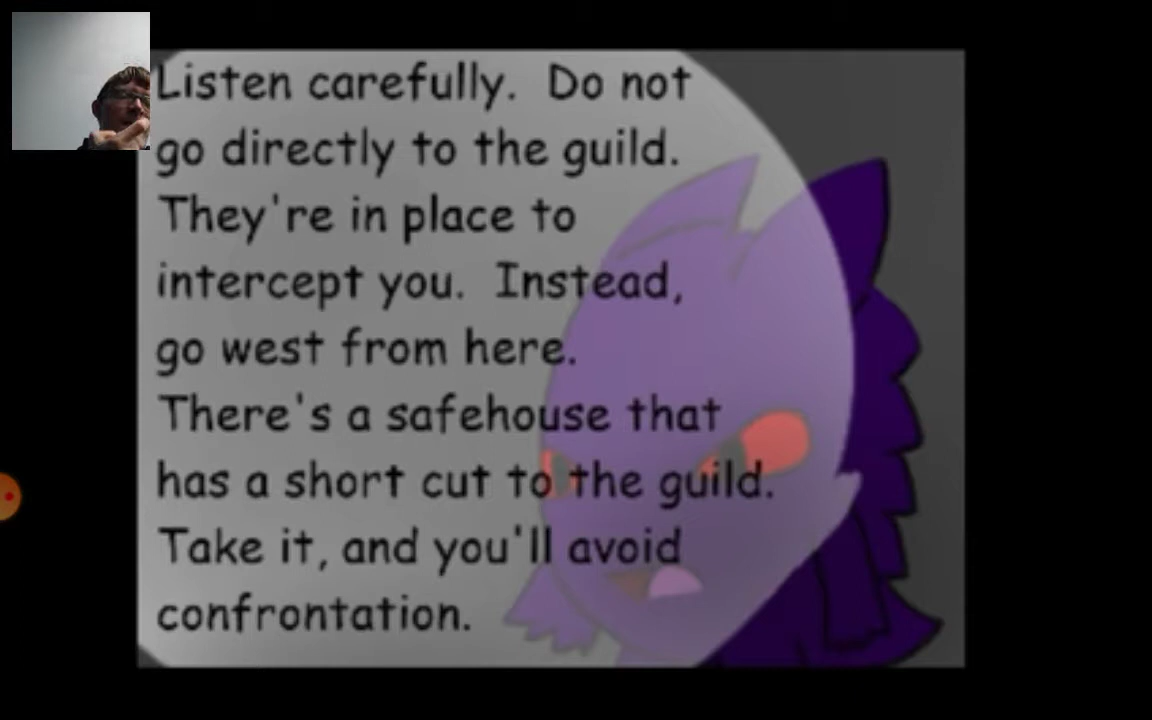 Listen carefully.  Do not
go directly to the guild.
They're in place to
intercept you.  Instead,
go west from here.
There's a safehouse that
has a short cut to the guild.
Take it, and you'll avoid
confrontation.